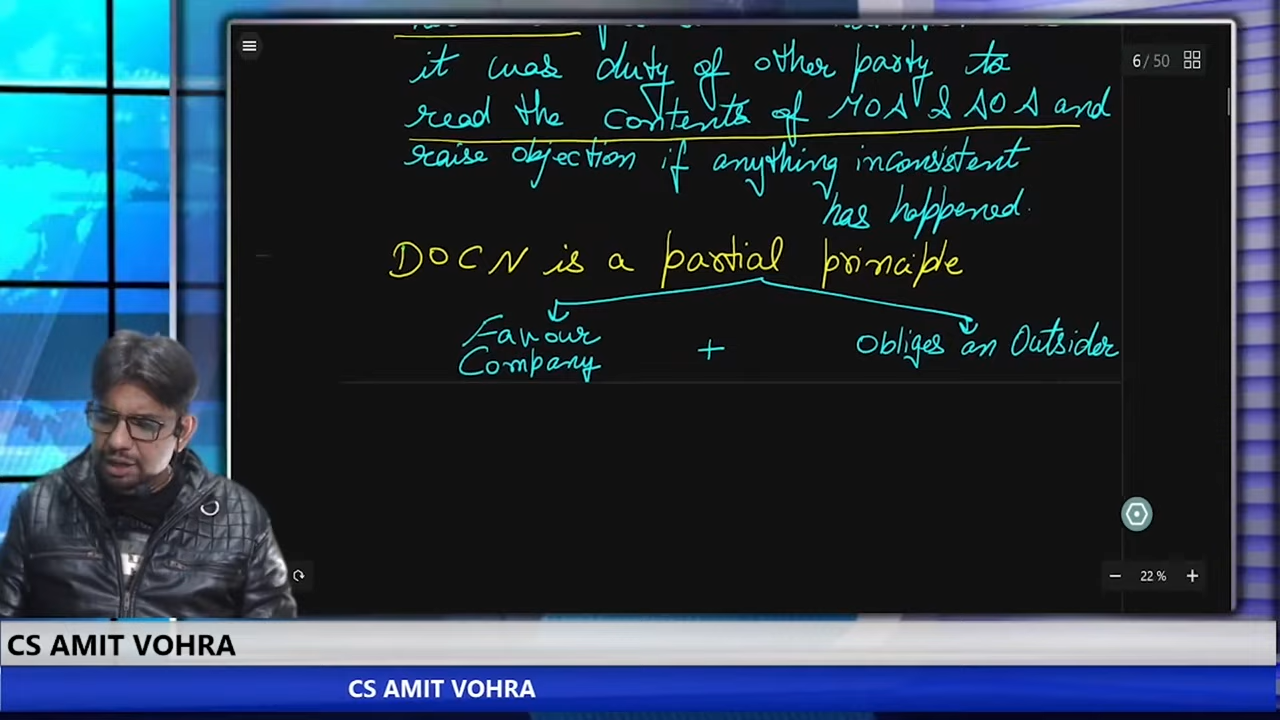 it was duty of other party to
6/50
read the contents of MOA & AOA and
raise objection if anything inconsistent
has happened.
DOCN is a partial principle
Favour
Company
+
Obliges an Outsider
22 %
CS AMIT VOHRA
CS AMIT VOHRA